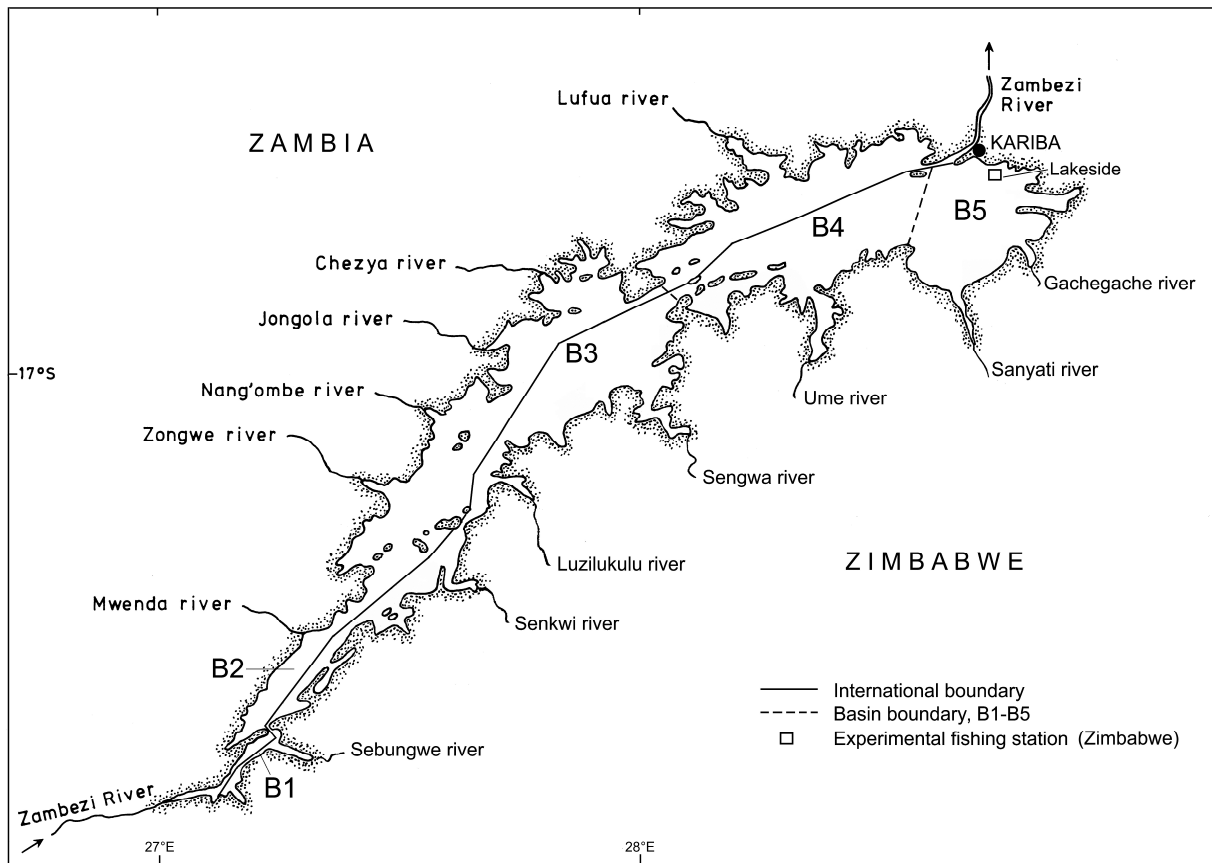 Zambezi
River
Lufua river
ZAMBIA
KARIBA
Lakeside
B5
B4
Chezya river
Gachegache river
Jongola river
B3
17°S
Sanyati river
Nang'ombe river
Ume river
Zongwe river
Sengwa river
ZIMBABWE
Luzilukulu river
Mwenda river
Senkwi river
B2
International boundary
Basin boundary, B1-B5
Experimental fishing station (Zimbabwe)
Sebungwe river
B1
Zambezi River
27°E
28°E